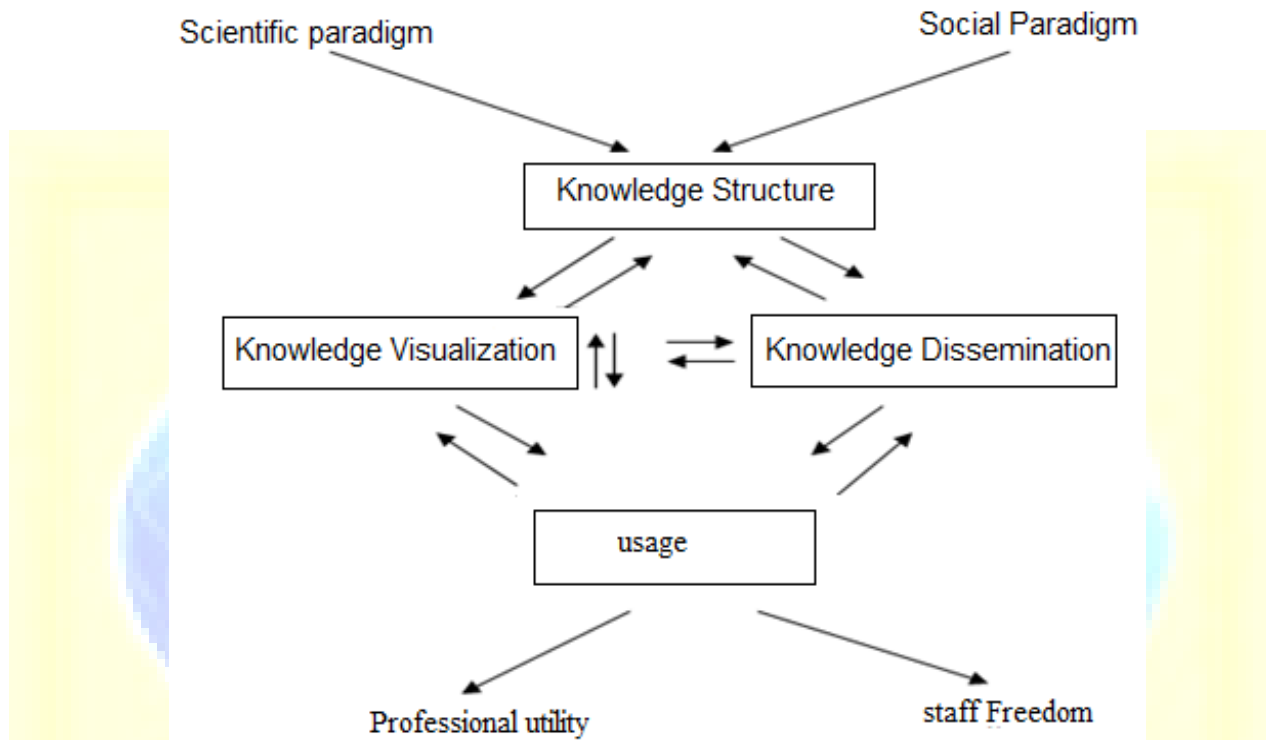 Scientific paradigm
Social Paradigm
Knowledge Structure
Knowledge Visualization
Knowledge Dissemination
usage
Professional utility
staff Freedom